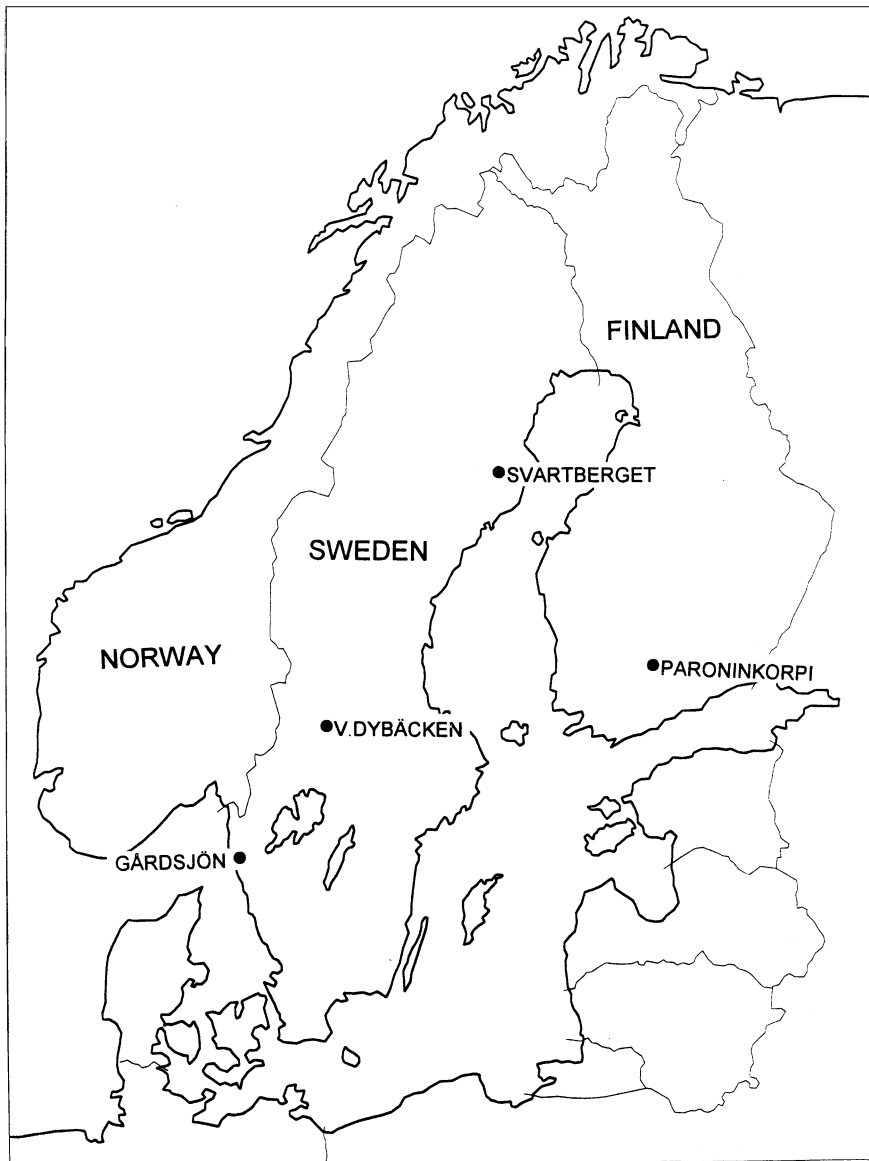 FINLAND
SVARTBERGET
SWEDEN
NORWAY
PARONINKORPI
V.DYBÄCKEN
GÅRDSJÖN